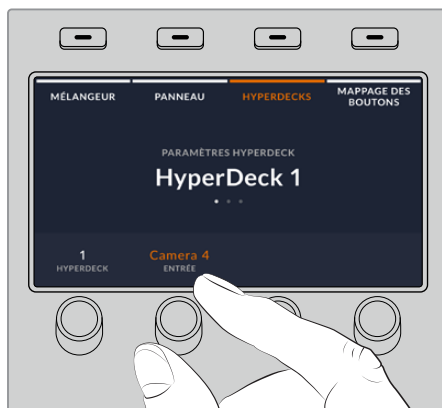 MÉLANGEUR
PANNEAU
HYPERDECKS
MAPPAGE DES
BOUTONS
PARAMÈTRES HYPERDECK
HyperDeck 1
1
HYPERDECK
Camera 4
ENTRÉE